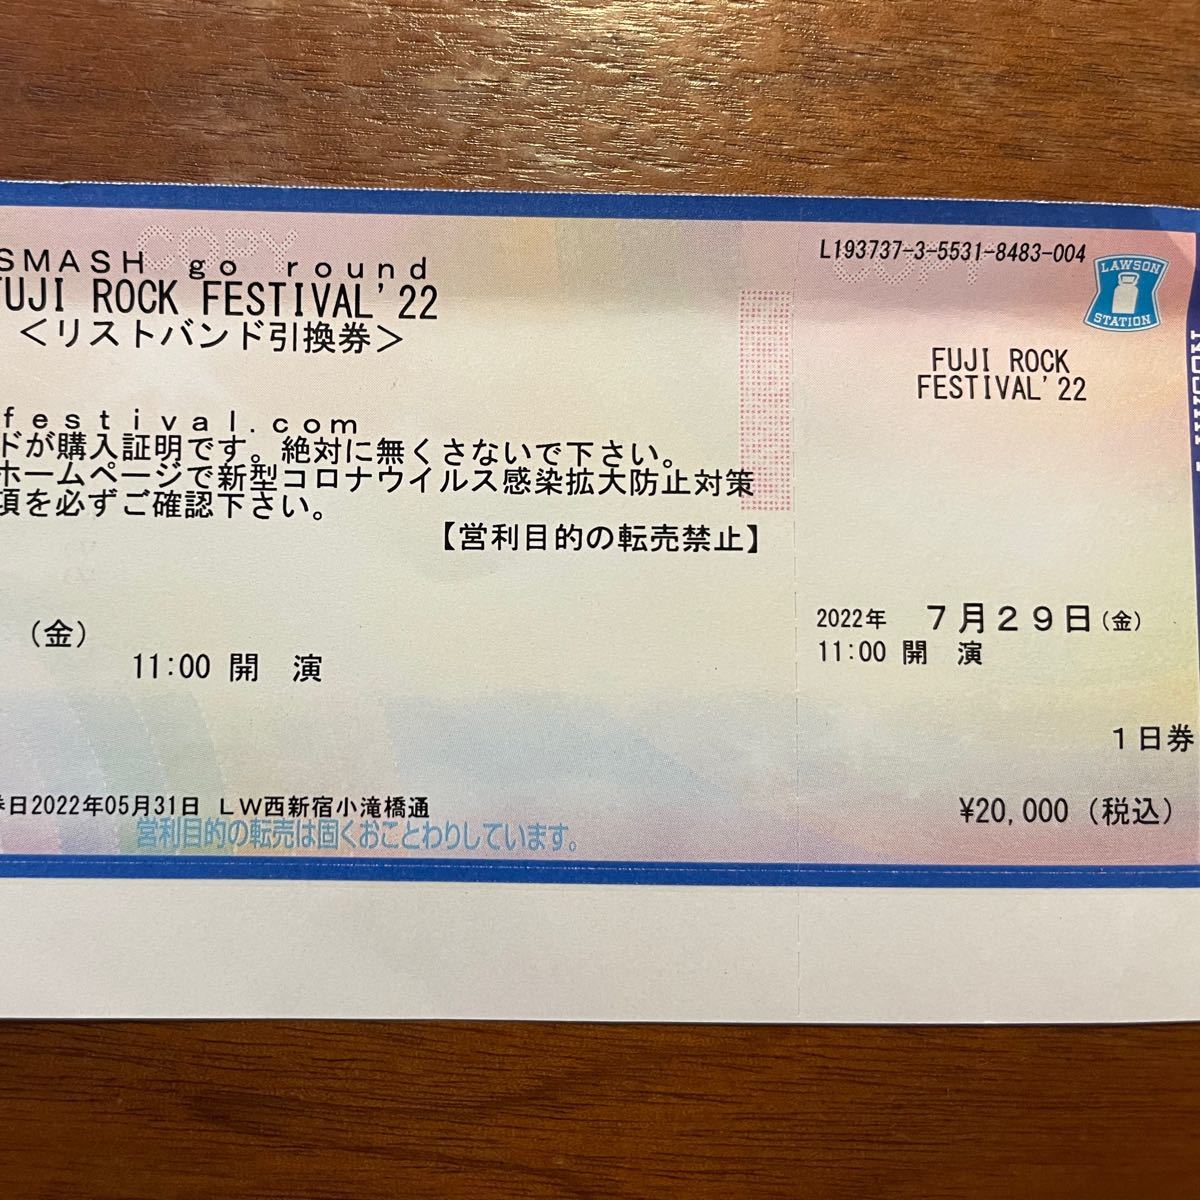 COPY
SMASH go round
FUJI ROCK FESTIVAL'22
＜リストバンド引換券＞
festival.com
ドが購入証明です。絶対に無くさないで下さい。
ホームページで新型コロナウイルス感染拡大防止対策
項を必ずご確認下さい。
【営利目的の転売禁止】
(金)
11:00 開　演
券日2022年05月31日 LW西新宿小滝橋通
営利目的の転売は固くおことわりしています。
L193737-3-5531-8483-004
COPY
LAWSON
STATION
FUJI ROCK
FESTIVAL'22
2022年　７月２９日(金)
11:00 開　演
１日券
¥20,000 (税込)